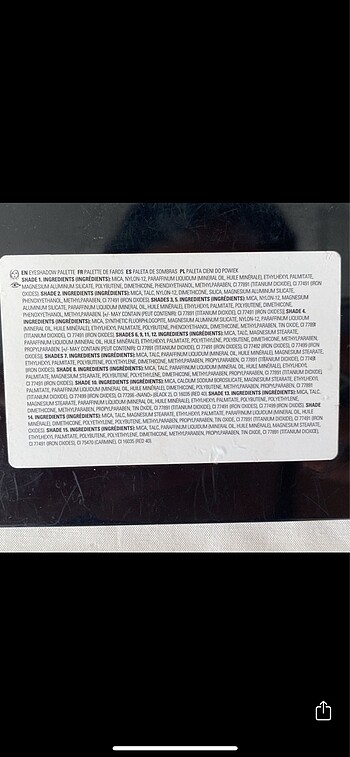 EN EYESHADOW PALETTE FR PALETTE DE FARDS ES PALETA DE SOMBRAS PL PALETA CIENI DO POWIEK
SHADE 1. INGREDIENTS (INGRÉDIENTS): MICA, NYLON-12, PARAFFINUM LIQUIDUM (MINERAL OIL, HUILE MINÉRALE), ETHYLHEXYL PALMITATE,
MAGNESIUM ALUMINUM SILICATE, POLYBUTENE, DIMETHICONE, PHENOXYETHANOL, METHYLPARABEN, CI 77891 (TITANIUM DIOXIDE), CI 77491 (IRON
OXIDES). SHADE 2. INGREDIENTS (INGRÉDIENTS): MICA, TALC, NYLON-12, DIMETHICONE, SILICA, MAGNESIUM ALUMINUM SILICATE,
PHENOXYETHANOL, METHYLPARABEN, CI 77491 (IRON OXIDES). SHADES 3, 5. INGREDIENTS (INGRÉDIENTS): MICA, NYLON-12, MAGNESIUM
ALUMINUM SILICATE, PARAFFINUM LIQUIDUM (MINERAL OIL, HUILE MINÉRALE), ETHYLHEXYL PALMITATE, POLYBUTENE, DIMETHICONE,
PHENOXYETHANOL, METHYLPARABEN, [+/- MAY CONTAIN (PEUT CONTENIR): CI 77891 (TITANIUM DIOXIDE), CI 77491 (IRON OXIDES)]. SHADE 4.
INGREDIENTS (INGRÉDIENTS): MICA, SYNTHETIC FLUORPHLOGOPITE, MAGNESIUM ALUMINUM SILICATE, NYLON-12, PARAFFINUM LIQUIDUM
(MINERAL OIL, HUILE MINÉRALE), ETHYLHEXYL PALMITATE, POLYBUTENE, PHENOXYETHANOL, DIMETHICONE, METHYLPARABEN, TIN OXIDE, CI 77891
(TITANIUM DIOXIDE), CI 77491 (IRON OXIDES). SHADES 6, 9, 11, 12. INGREDIENTS (INGRÉDIENTS): MICA, TALC, MAGNESIUM STEARATE,
PARAFFINUM LIQUIDUM (MINERAL OIL, HUILE MINÉRALE), ETHYLHEXYL PALMITATE, POLYETHYLENE, POLYBUTENE, DIMETHICONE, METHYLPARABEN,
PROPYLPARABEN, [+/- MAY CONTAIN (PEUT CONTENIR): CI 77891 (TITANIUM DIOXIDE), CI 77491 (IRON OXIDES), CI 77492 (IRON OXIDES), CI 77499 (IRON
OXIDES)]. SHADES 7. INGREDIENTS (INGRÉDIENTS): MICA, TALC, PARAFFINUM LIQUIDUM (MINERAL OIL, HUILE MINÉRALE), MAGNESIUM STEARATE,
ETHYLHEXYL PALMITATE, POLYBUTENE, POLYETHYLENE, DIMETHICONE, METHYLPARABEN, PROPYLPARABEN, CI 77891 (TITANIUM DIOXIDE), CI 77491
(IRON OXIDES). SHADE 8. INGREDIENTS (INGRÉDIENTS): MICA, TALC, PARAFFINUM LIQUIDUM (MINERAL OIL, HUILE MINÉRALE), ETHYLHEXYL
PALMITATE, MAGNESIUM STEARATE, POLYBUTENE, POLYETHYLENE, DIMETHICONE, METHYLPARABEN, PROPYLPARABEN, CI 77891 (TITANIUM DIOXIDE),
CI 77491 (IRON OXIDES). SHADE 10. INGREDIENTS (INGRÉDIENTS): MICA, CALCIUM SODIUM BOROSILICATE, MAGNESIUM STEARATE, ETHYLHEXYL
PALMITATE, TALC, PARAFFINUM LIQUIDUM (MINERAL OIL, HUILE MINÉRALE), DIMETHICONE, POLYBUTENE, METHYLPARABEN, PROPYLPARABEN, CI 77891
(TITANIUM DIOXIDE), CI 77499 (IRON OXIDES), CI 77266 <NANO> (BLACK 2), CI 16035 (RED 40). SHADE 13. INGREDIENTS (INGRÉDIENTS): MICA, TALC,
MAGNESIUM STEARATE, PARAFFINUM LIQUIDUM (MINERAL OIL, HUILE MINÉRALE), ETHYLHEXYL PALMITATE, POLYBUTENE, POLYETHYLENE,
DIMETHICONE, METHYLPARABEN, PROPYLPARABEN, TIN OXIDE, CI 77891 (TITANIUM DIOXIDE), CI 77491 (IRON OXIDES), CI 77499 (IRON OXIDES). SHADE
14. INGREDIENTS (INGRÉDIENTS): MICA, TALC, MAGNESIUM STEARATE, ETHYLHEXYL PALMITATE, PARAFFINUM LIQUIDUM (MINERAL OIL, HUILE
MINÉRALE), DIMETHICONE, POLYETHYLENE, POLYBUTENE, METHYLPARABEN, PROPYLPARABEN, TIN OXIDE, CI 77891 (TITANIUM DIOXIDE), CI 77491 (IRON
OXIDES). SHADE 15. INGREDIENTS (INGRÉDIENTS): MICA, TALC, PARAFFINUM LIQUIDUM (MINERAL OIL, HUILE MINÉRALE), MAGNESIUM STEARATE,
ETHYLHEXYL PALMITATE, POLYBUTENE, POLYETHYLENE, DIMETHICONE, METHYLPARABEN, PROPYLPARABEN, TIN OXIDE, CI 77891 (TITANIUM DIOXIDE),
CI 77491 (IRON OXIDES), CI 75470 (CARMINE), CI 16035 (RED 40).